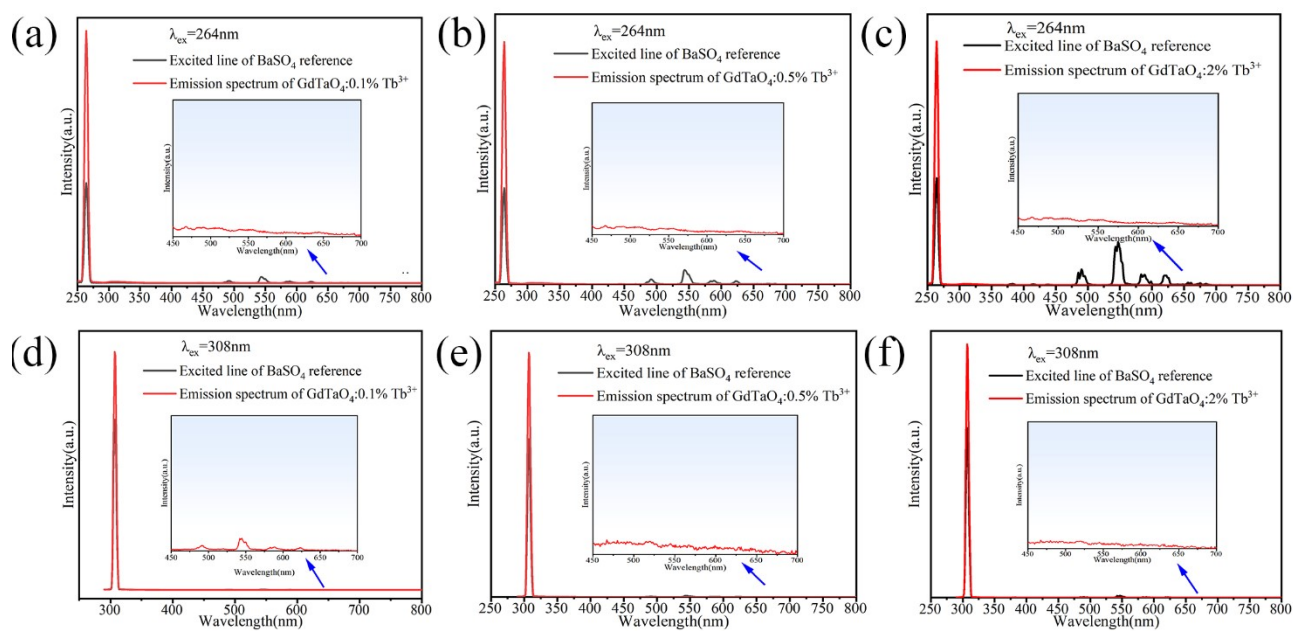 (a)
λex=264nm
Excited line of BaSO4 reference
Emission spectrum of GdTaO4:0.1% Tb3+
Intensity(a.u.)
Intensity(a.u.)
450 500 550 600 650 700
Wavelength(nm)
250 300 350 400 450 500 550 600 650 700 750 800
Wavelength(nm)
(b)
λex=264nm
Excited line of BaSO4 reference
Emission spectrum of GdTaO4:0.5% Tb3+
Intensity(a.u.)
Intensity(a.u.)
450 500 550 600 650 700
Wavelength(nm)
250 300 350 400 450 500 550 600 650 700 750 800
Wavelength(nm)
(c)
λex=264nm
Excited line of BaSO4 reference
Emission spectrum of GdTaO4:2% Tb3+
Intensity(a.u.)
Intensity(a.u.)
450 500 550 600 650 700
Wavelength(nm)
250 300 350 400 450 500 550 600 650 700 750 800
Wavelength(nm)
(d)
λex=308nm
Excited line of BaSO4 reference
Emission spectrum of GdTaO4:0.1% Tb3+
Intensity(a.u.)
Intensity(a.u.)
450 500 550 600 650 700
Wavelength(nm)
300 400 500 600 700 800
Wavelength(nm)
(e)
λex=308nm
Excited line of BaSO4 reference
Emission spectrum of GdTaO4:0.5% Tb3+
Intensity(a.u.)
Intensity(a.u.)
450 500 550 600 650 700
Wavelength(nm)
300 400 500 600 700 800
Wavelength(nm)
(f)
λex=308nm
Excited line of BaSO4 reference
Emission spectrum of GdTaO4:2% Tb3+
Intensity(a.u.)
Intensity(a.u.)
450 500 550 600 650 700
Wavelength(nm)
250 300 350 400 450 500 550 600 650 700 750 800
Wavelength(nm)